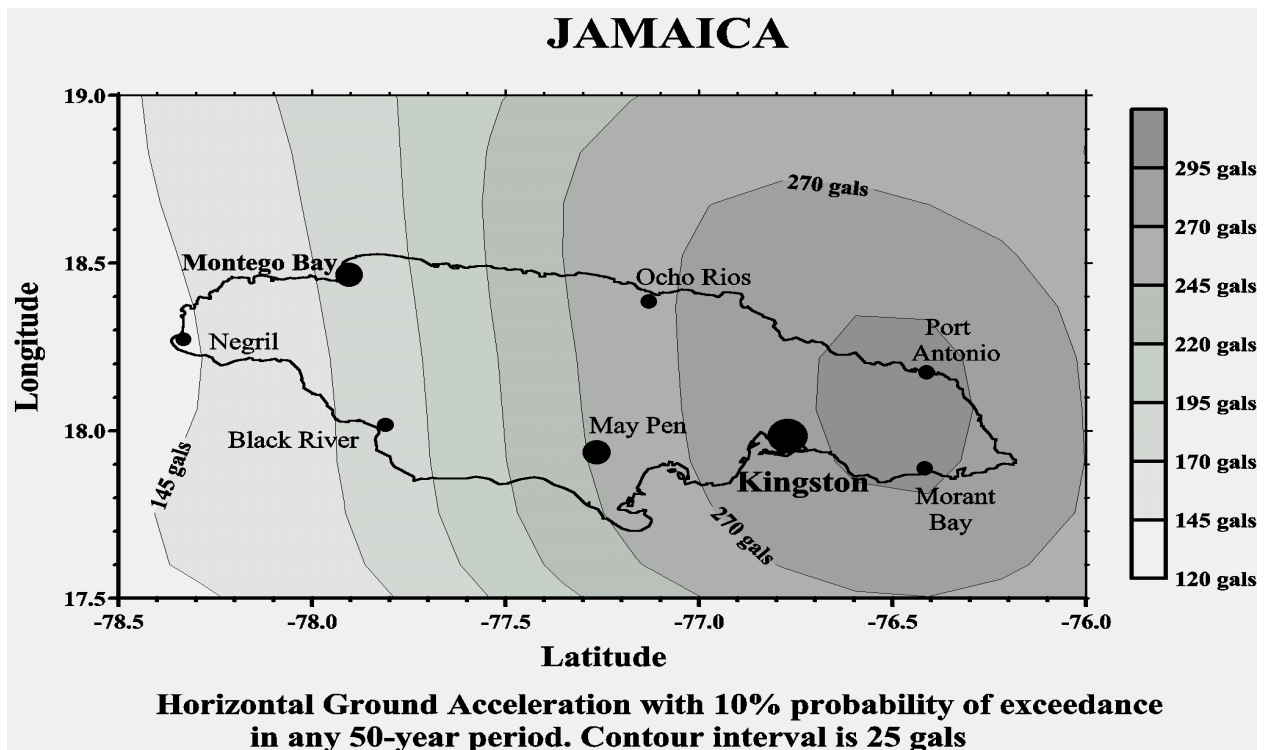 JAMAICA
19.0
18.5
18.0
17.5
Longitude
270 gals
Montego Bay
Ocho Rios
Negril
Port
Antonio
May Pen
Black River
145 gals
Kingston
Morant
Bay
270 gals
295 gals
270 gals
245 gals
220 gals
195 gals
170 gals
145 gals
120 gals
-78.5 -78.0 -77.5 -77.0 -76.5 -76.0
Latitude
Horizontal Ground Acceleration with 10% probability of exceedance
in any 50-year period. Contour interval is 25 gals